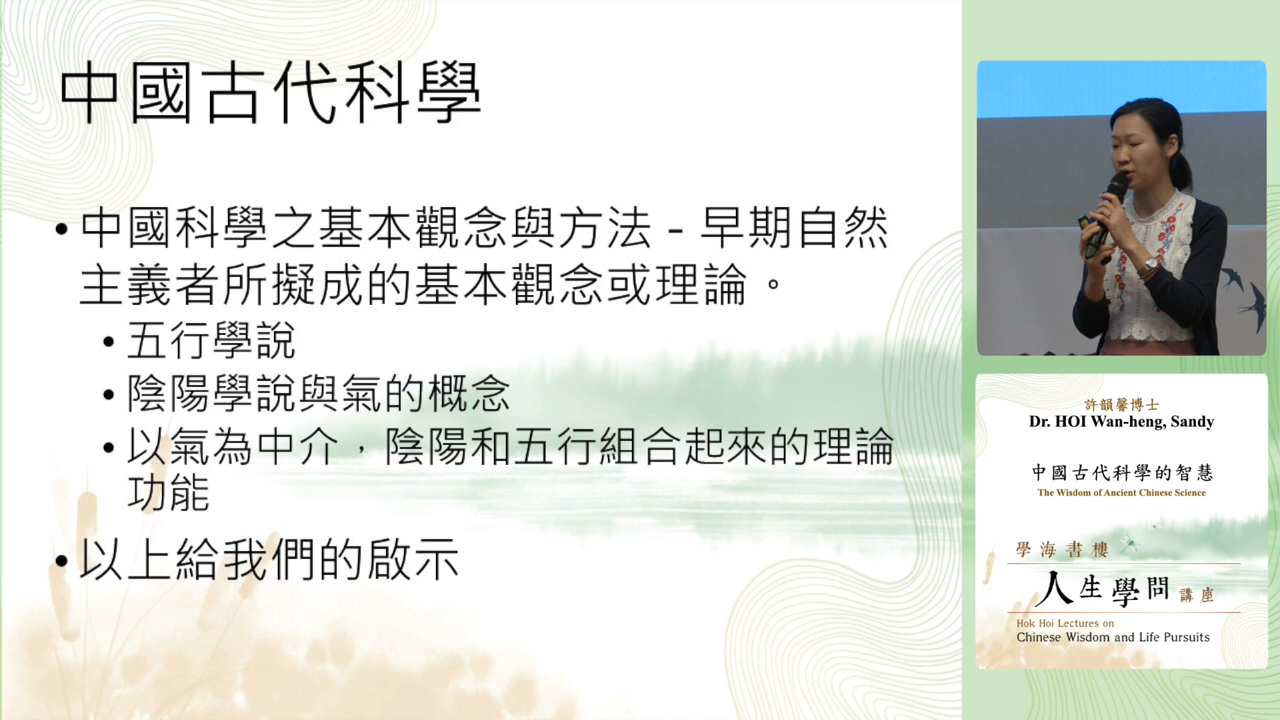 中國古代科學
• 中國科學之基本觀念與方法 - 早期自然
主義者所擬成的基本觀念或理論。
• 五行學說
• 陰陽學說與氣的概念
• 以氣為中介，陰陽和五行組合起來的理論
功能
• 以上給我們的啟示
許韻馨博士
Dr. HOI Wan-heng, Sandy
中國古代科學的智慧
The Wisdom of Ancient Chinese Science
學海書樓
人生學問講座
Hok Hoi Lectures on
Chinese Wisdom and Life Pursuits